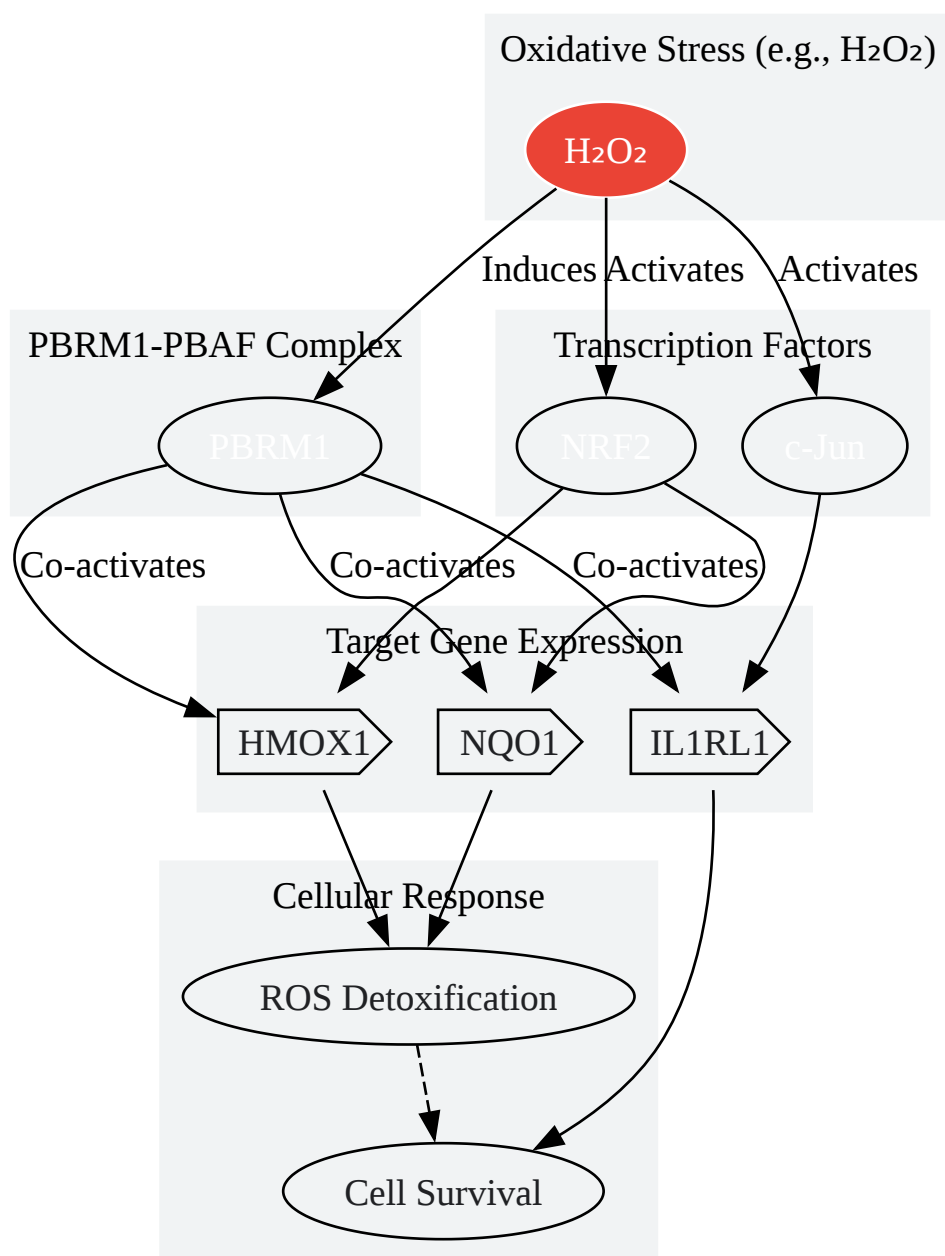 Oxidative Stress (e.g., H₂O₂)
H₂O₂
Induces
Activates
Activates
PBRM1-PBAF Complex
Transcription Factors
PBRM1
NRF2
c-Jun
Co-activates
Co-activates
Co-activates
Target Gene Expression
HMOX1
NQO1
IL1RL1
Cellular Response
ROS Detoxification
Cell Survival